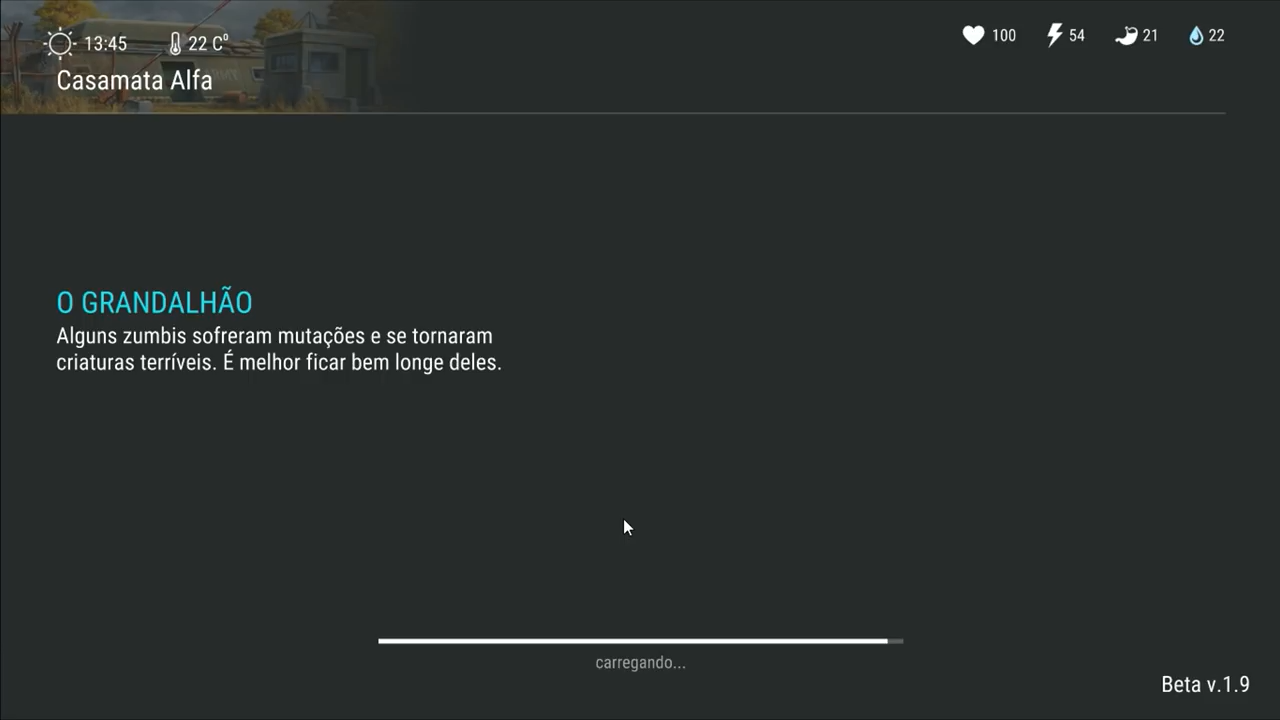 13:45 22 C⁰
Casamata Alfa
100 54 21 22
O GRANDALHÃO
Alguns zumbis sofreram mutações e se tornaram
criaturas terríveis. É melhor ficar bem longe deles.
carregando...
Beta v.1.9